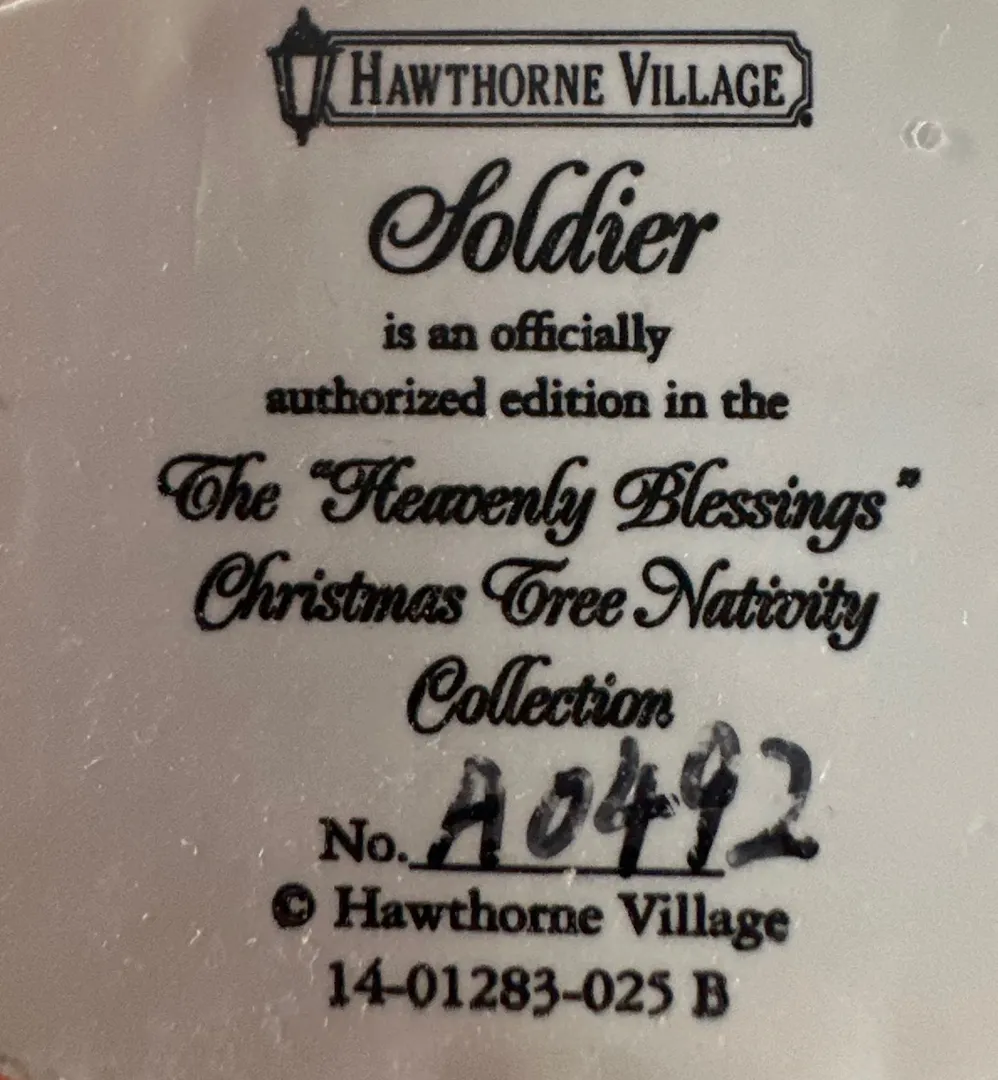 HAWTHORNE VILLAGE
Soldier
is an officially
authorized edition in the
The "Heavenly Blessings"
Christmas Tree Nativity
Collection
No. A0492
© Hawthorne Village
14-01283-025 B